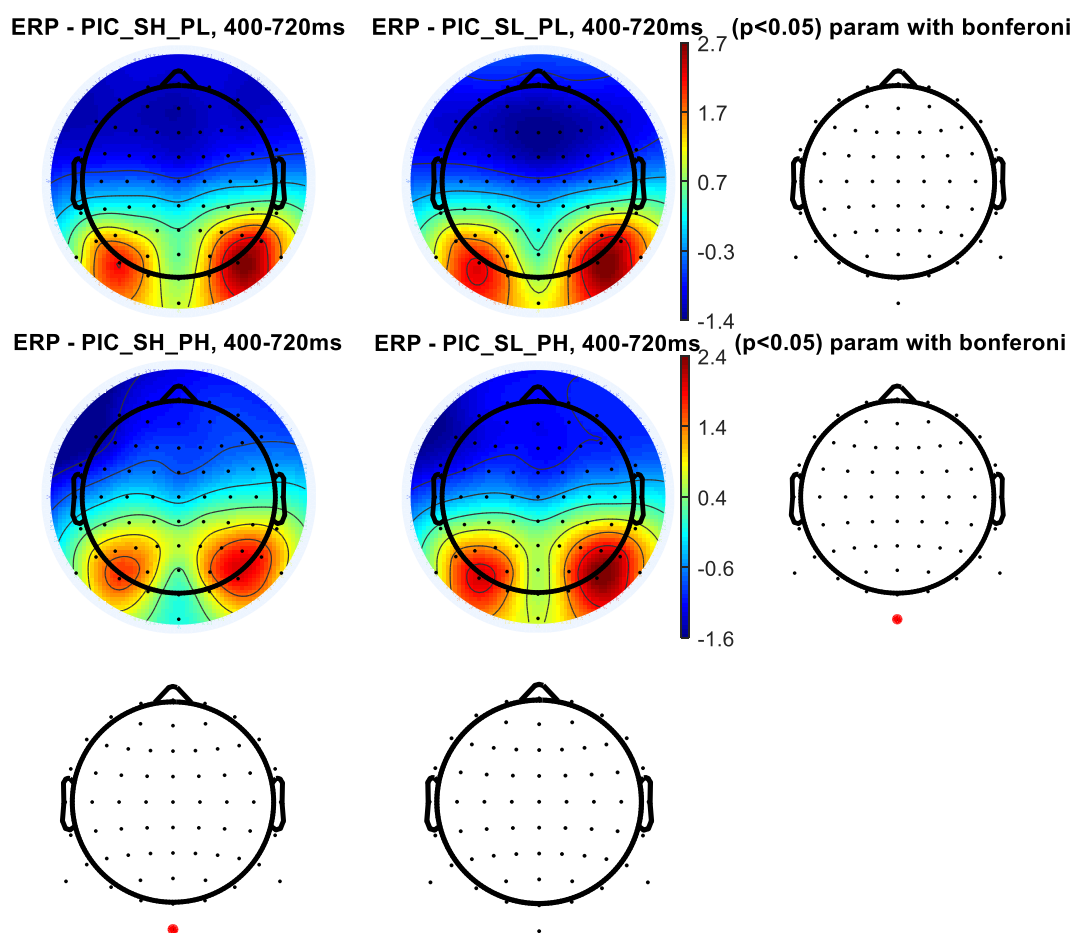 ERP - PIC_SH_PL, 400-720ms
ERP - PIC_SL_PL, 400-720ms
(p<0.05) param with bonferoni
2.7
1.7
0.7
-0.3
-1.4
ERP - PIC_SH_PH, 400-720ms
ERP - PIC_SL_PH, 400-720ms
(p<0.05) param with bonferoni
2.4
1.4
0.4
-0.6
-1.6